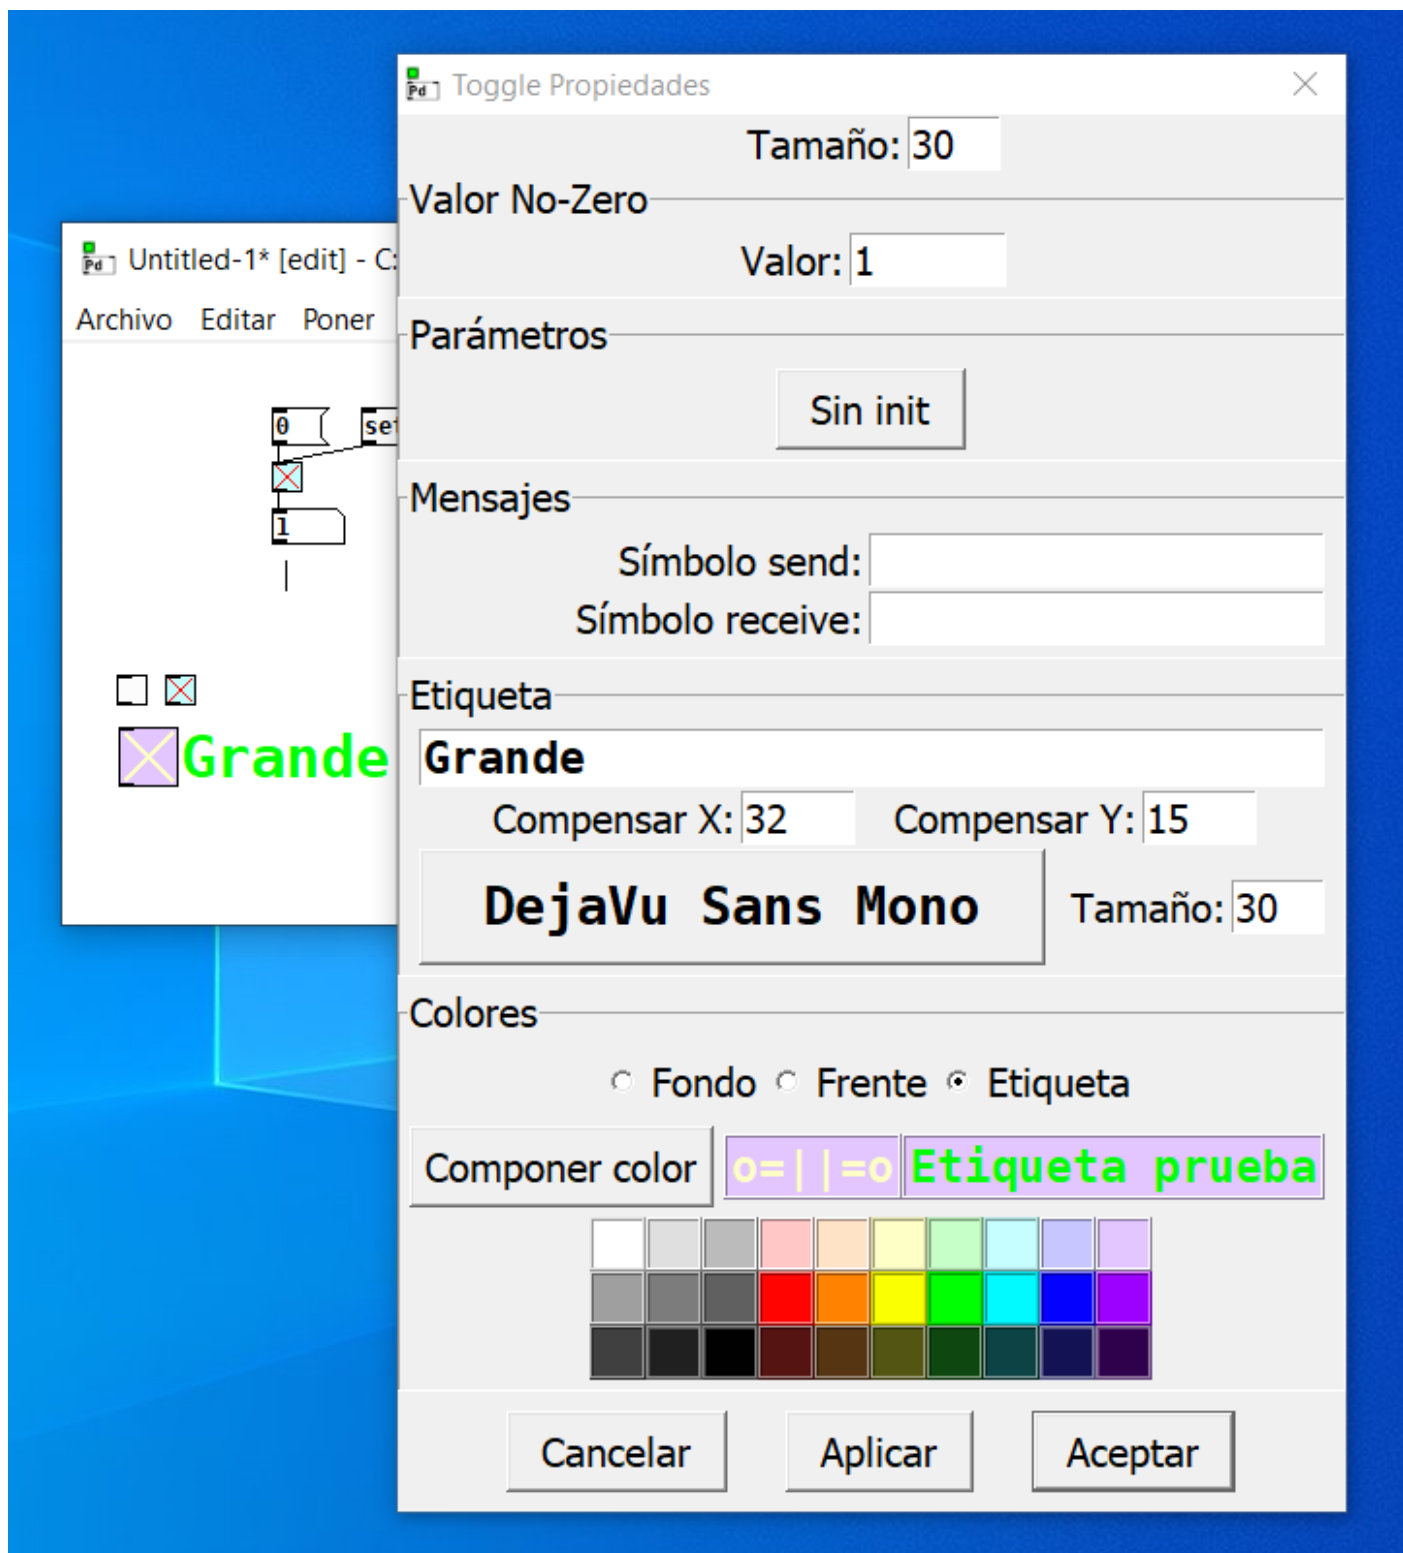 Toggle Propiedades
Tamaño: 30
Valor No-Zero
Valor: 1
Parámetros
Sin init
Mensajes
Símbolo send:
Símbolo receive:
Etiqueta
Grande
Compensar X: 32 Compensar Y: 15
DejaVu Sans Mono Tamaño: 30
Colores
Fondo Frente Etiqueta
Componer color o=||=o Etiqueta prueba
Cancelar Aplicar Aceptar
Pd Untitled-1* [edit] - C:
Archivo Editar Poner
0 set
1
Grande